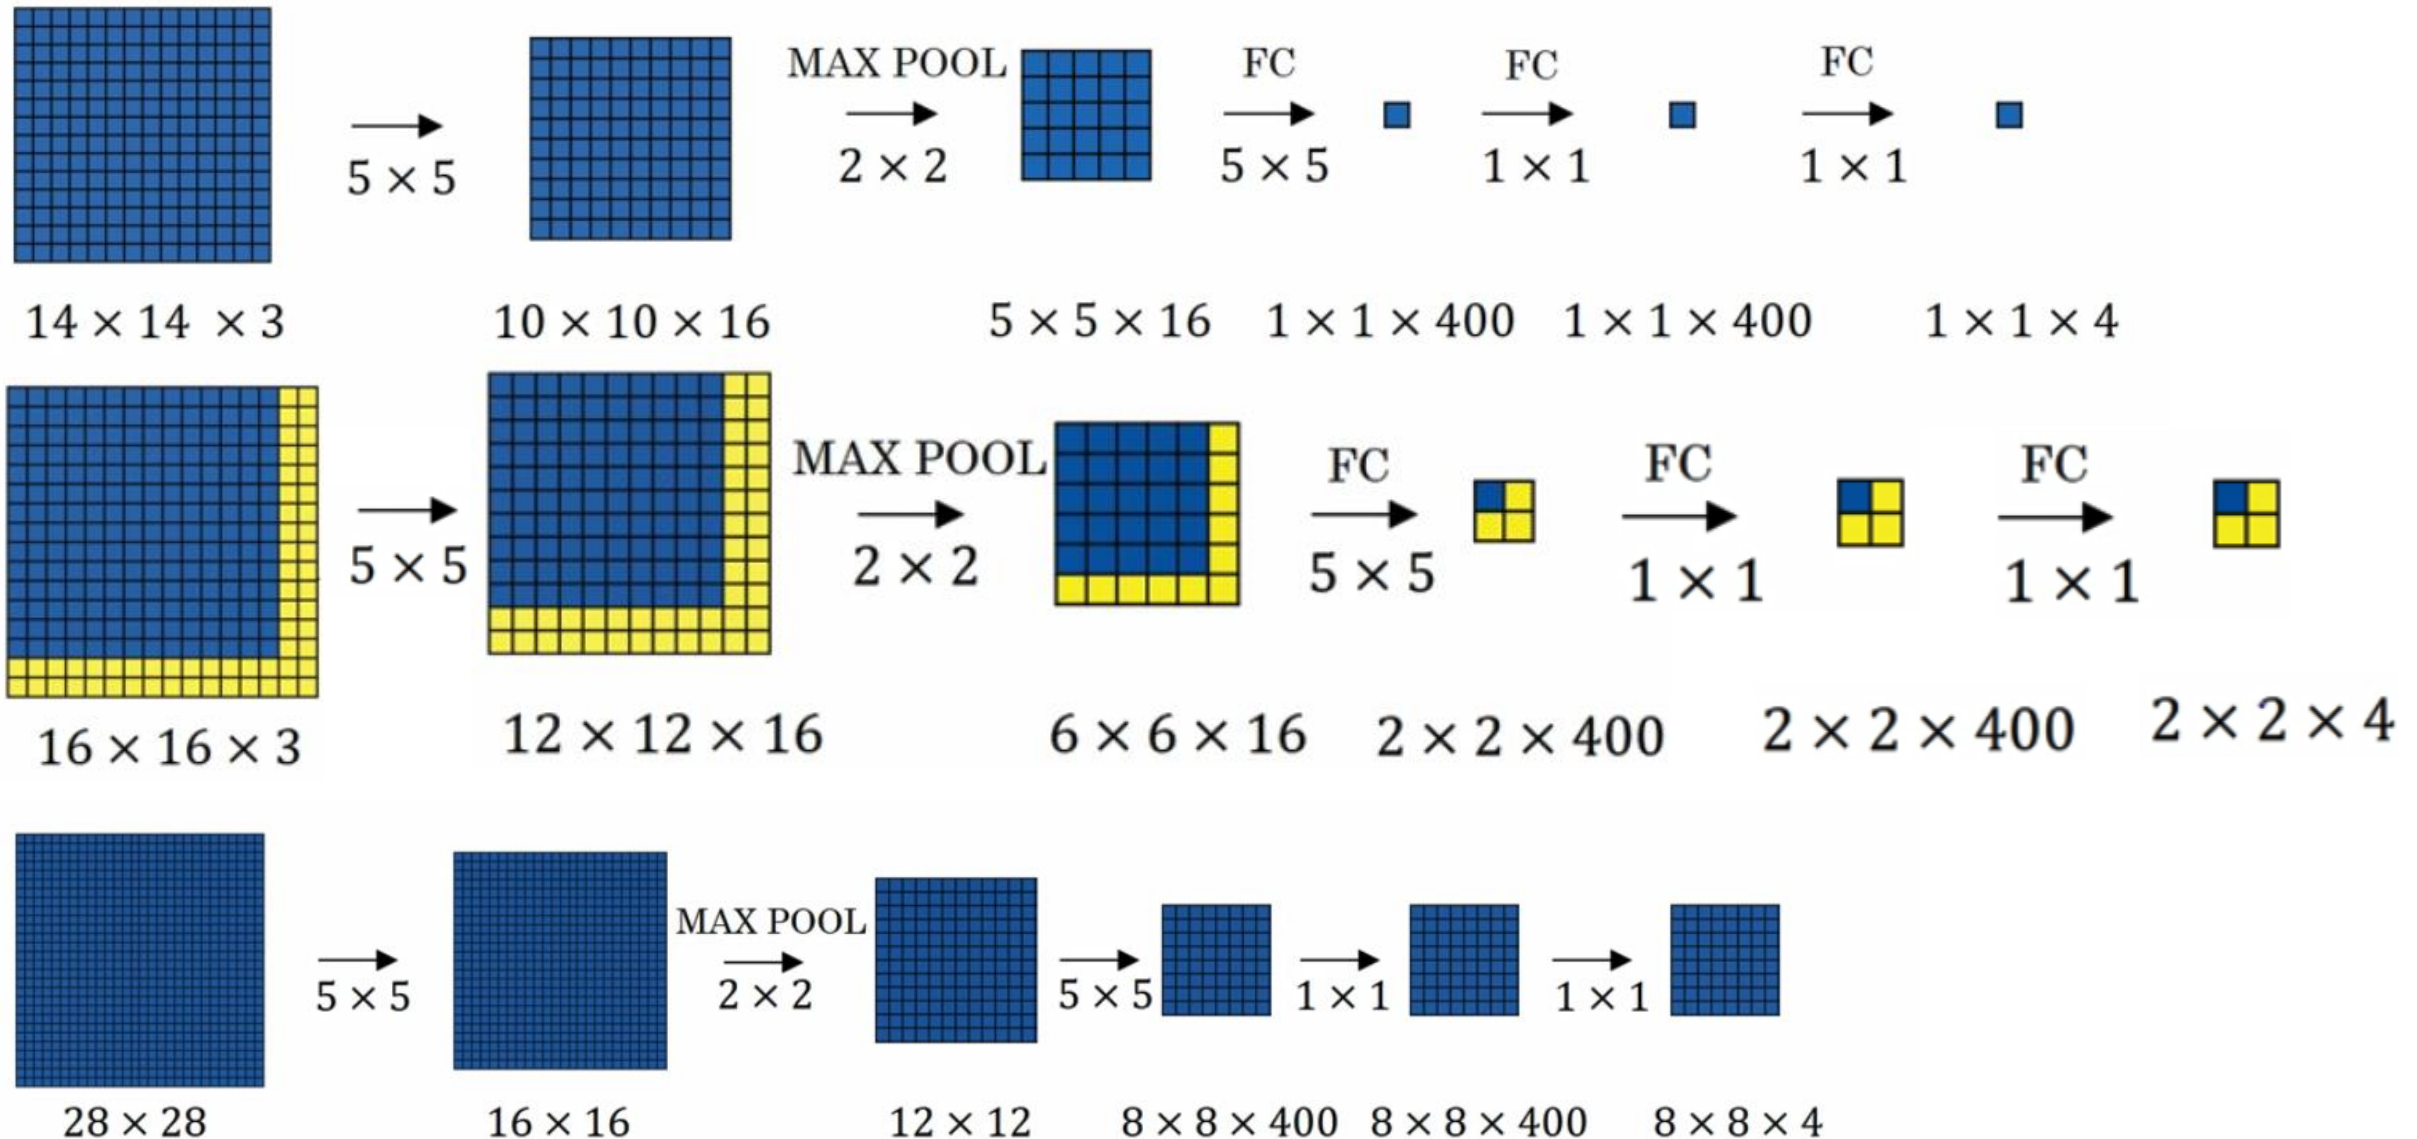 MAX POOL FC FC FC
5 × 5 2 × 2 5 × 5 1 × 1 1 × 1
14 × 14 × 3 10 × 10 × 16 5 × 5 × 16 1 × 1 × 400 1 × 1 × 400 1 × 1 × 4
MAX POOL FC FC FC
5 × 5 2 × 2 5 × 5 1 × 1 1 × 1
16 × 16 × 3 12 × 12 × 16 6 × 6 × 16 2 × 2 × 400 2 × 2 × 400 2 × 2 × 4
MAX POOL
5 × 5 2 × 2 5 × 5 1 × 1 1 × 1
28 × 28 16 × 16 12 × 12 8 × 8 × 400 8 × 8 × 400 8 × 8 × 4